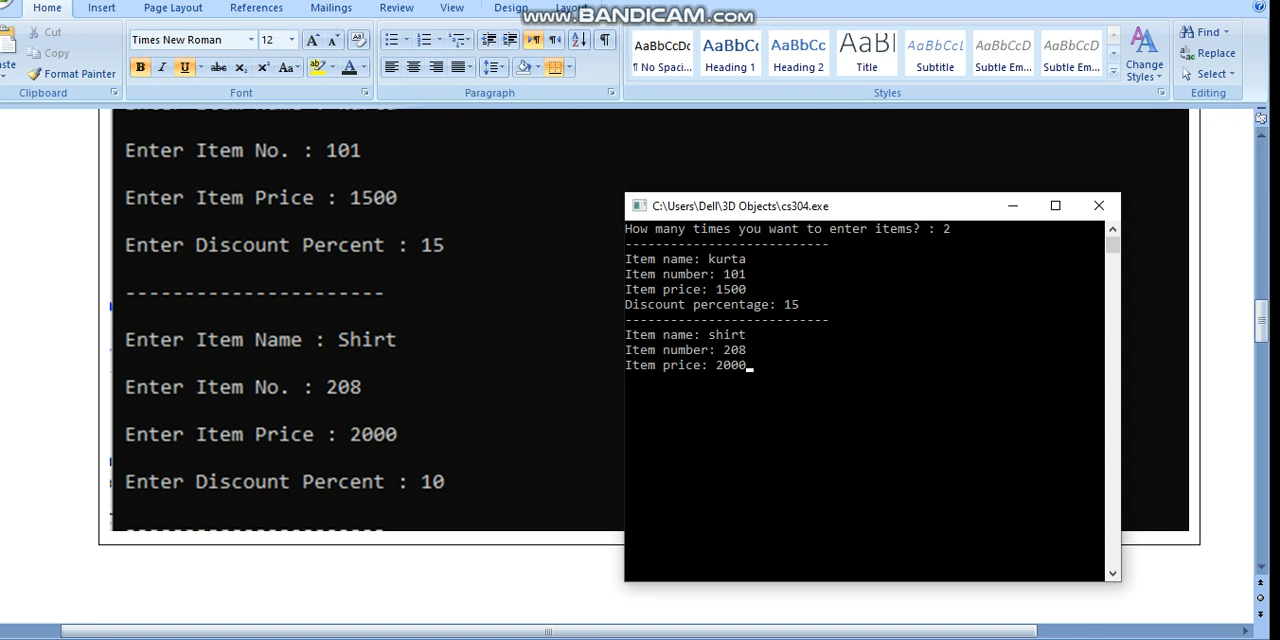 Home Insert Page Layout References Mailings Review View Design Layout
www.BANDICAM.com
Cut
Copy
Format Painter
Clipboard
Times New Roman 12
Font
Paragraph
AaBbCcDc AaBbCc AaBbCc AaBl AaBbCcL AaBbCcD AaBbCcD
¶ No Spaci... Heading 1 Heading 2 Title Subtitle Subtle Em... Subtle Em...
Change
Styles
Styles
Find
Replace
Select
Editing
Enter Item No. : 101
Enter Item Price : 1500
Enter Discount Percent : 15
-----------------------
Enter Item Name : Shirt
Enter Item No. : 208
Enter Item Price : 2000
Enter Discount Percent : 10
-----------------------
C:\Users\Dell\3D Objects\cs304.exe
How many times you want to enter items? : 2
---------------------------
Item name: kurta
Item number: 101
Item price: 1500
Discount percentage: 15
---------------------------
Item name: shirt
Item number: 208
Item price: 2000